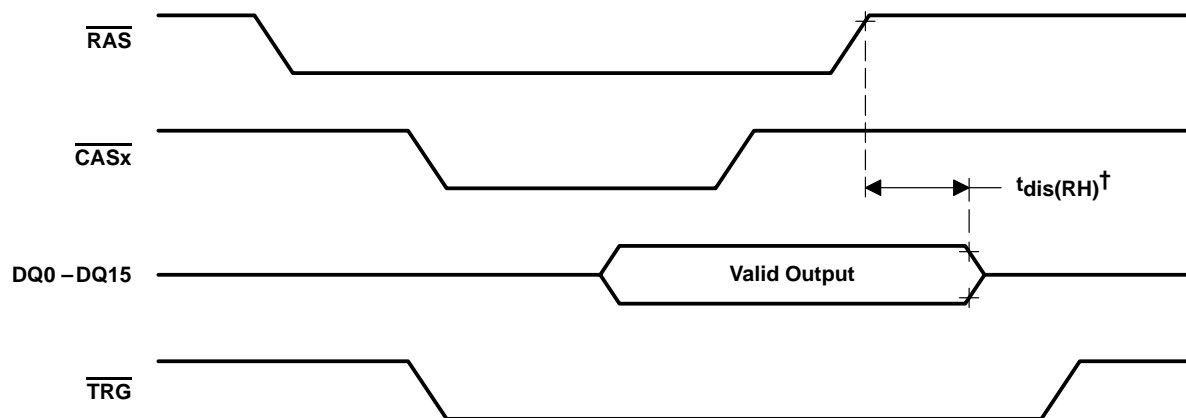 RAS
CASx
tdis(RH)†
DQ0 – DQ15
Valid Output
TRG